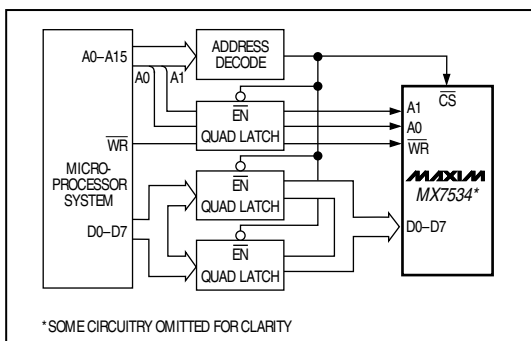 A0–A15
A0
A1
ADDRESS
DECODE
CS
EN
QUAD LATCH
A1
A0
WR
WR
MICRO-
PROCESSOR
SYSTEM
MAXIM
MX7534*
EN
QUAD LATCH
D0–D7
D0–D7
EN
QUAD LATCH
*SOME CIRCUITRY OMITTED FOR CLARITY